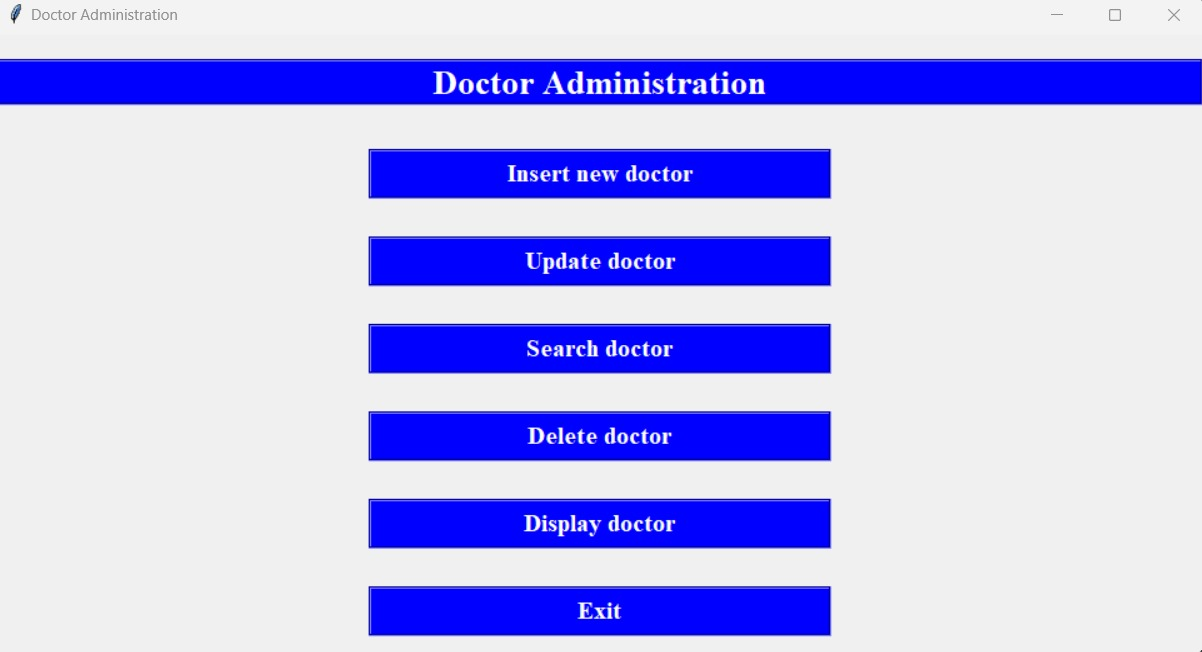 Doctor Administration
Doctor Administration
Insert new doctor
Update doctor
Search doctor
Delete doctor
Display doctor
Exit